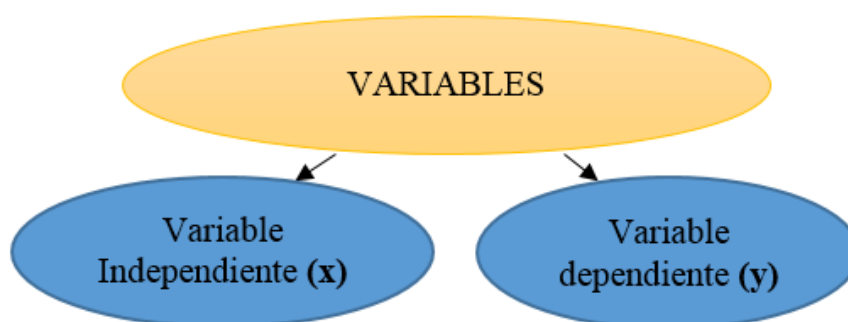 VARIABLES
Variable
Independiente (x)
Variable
dependiente (y)